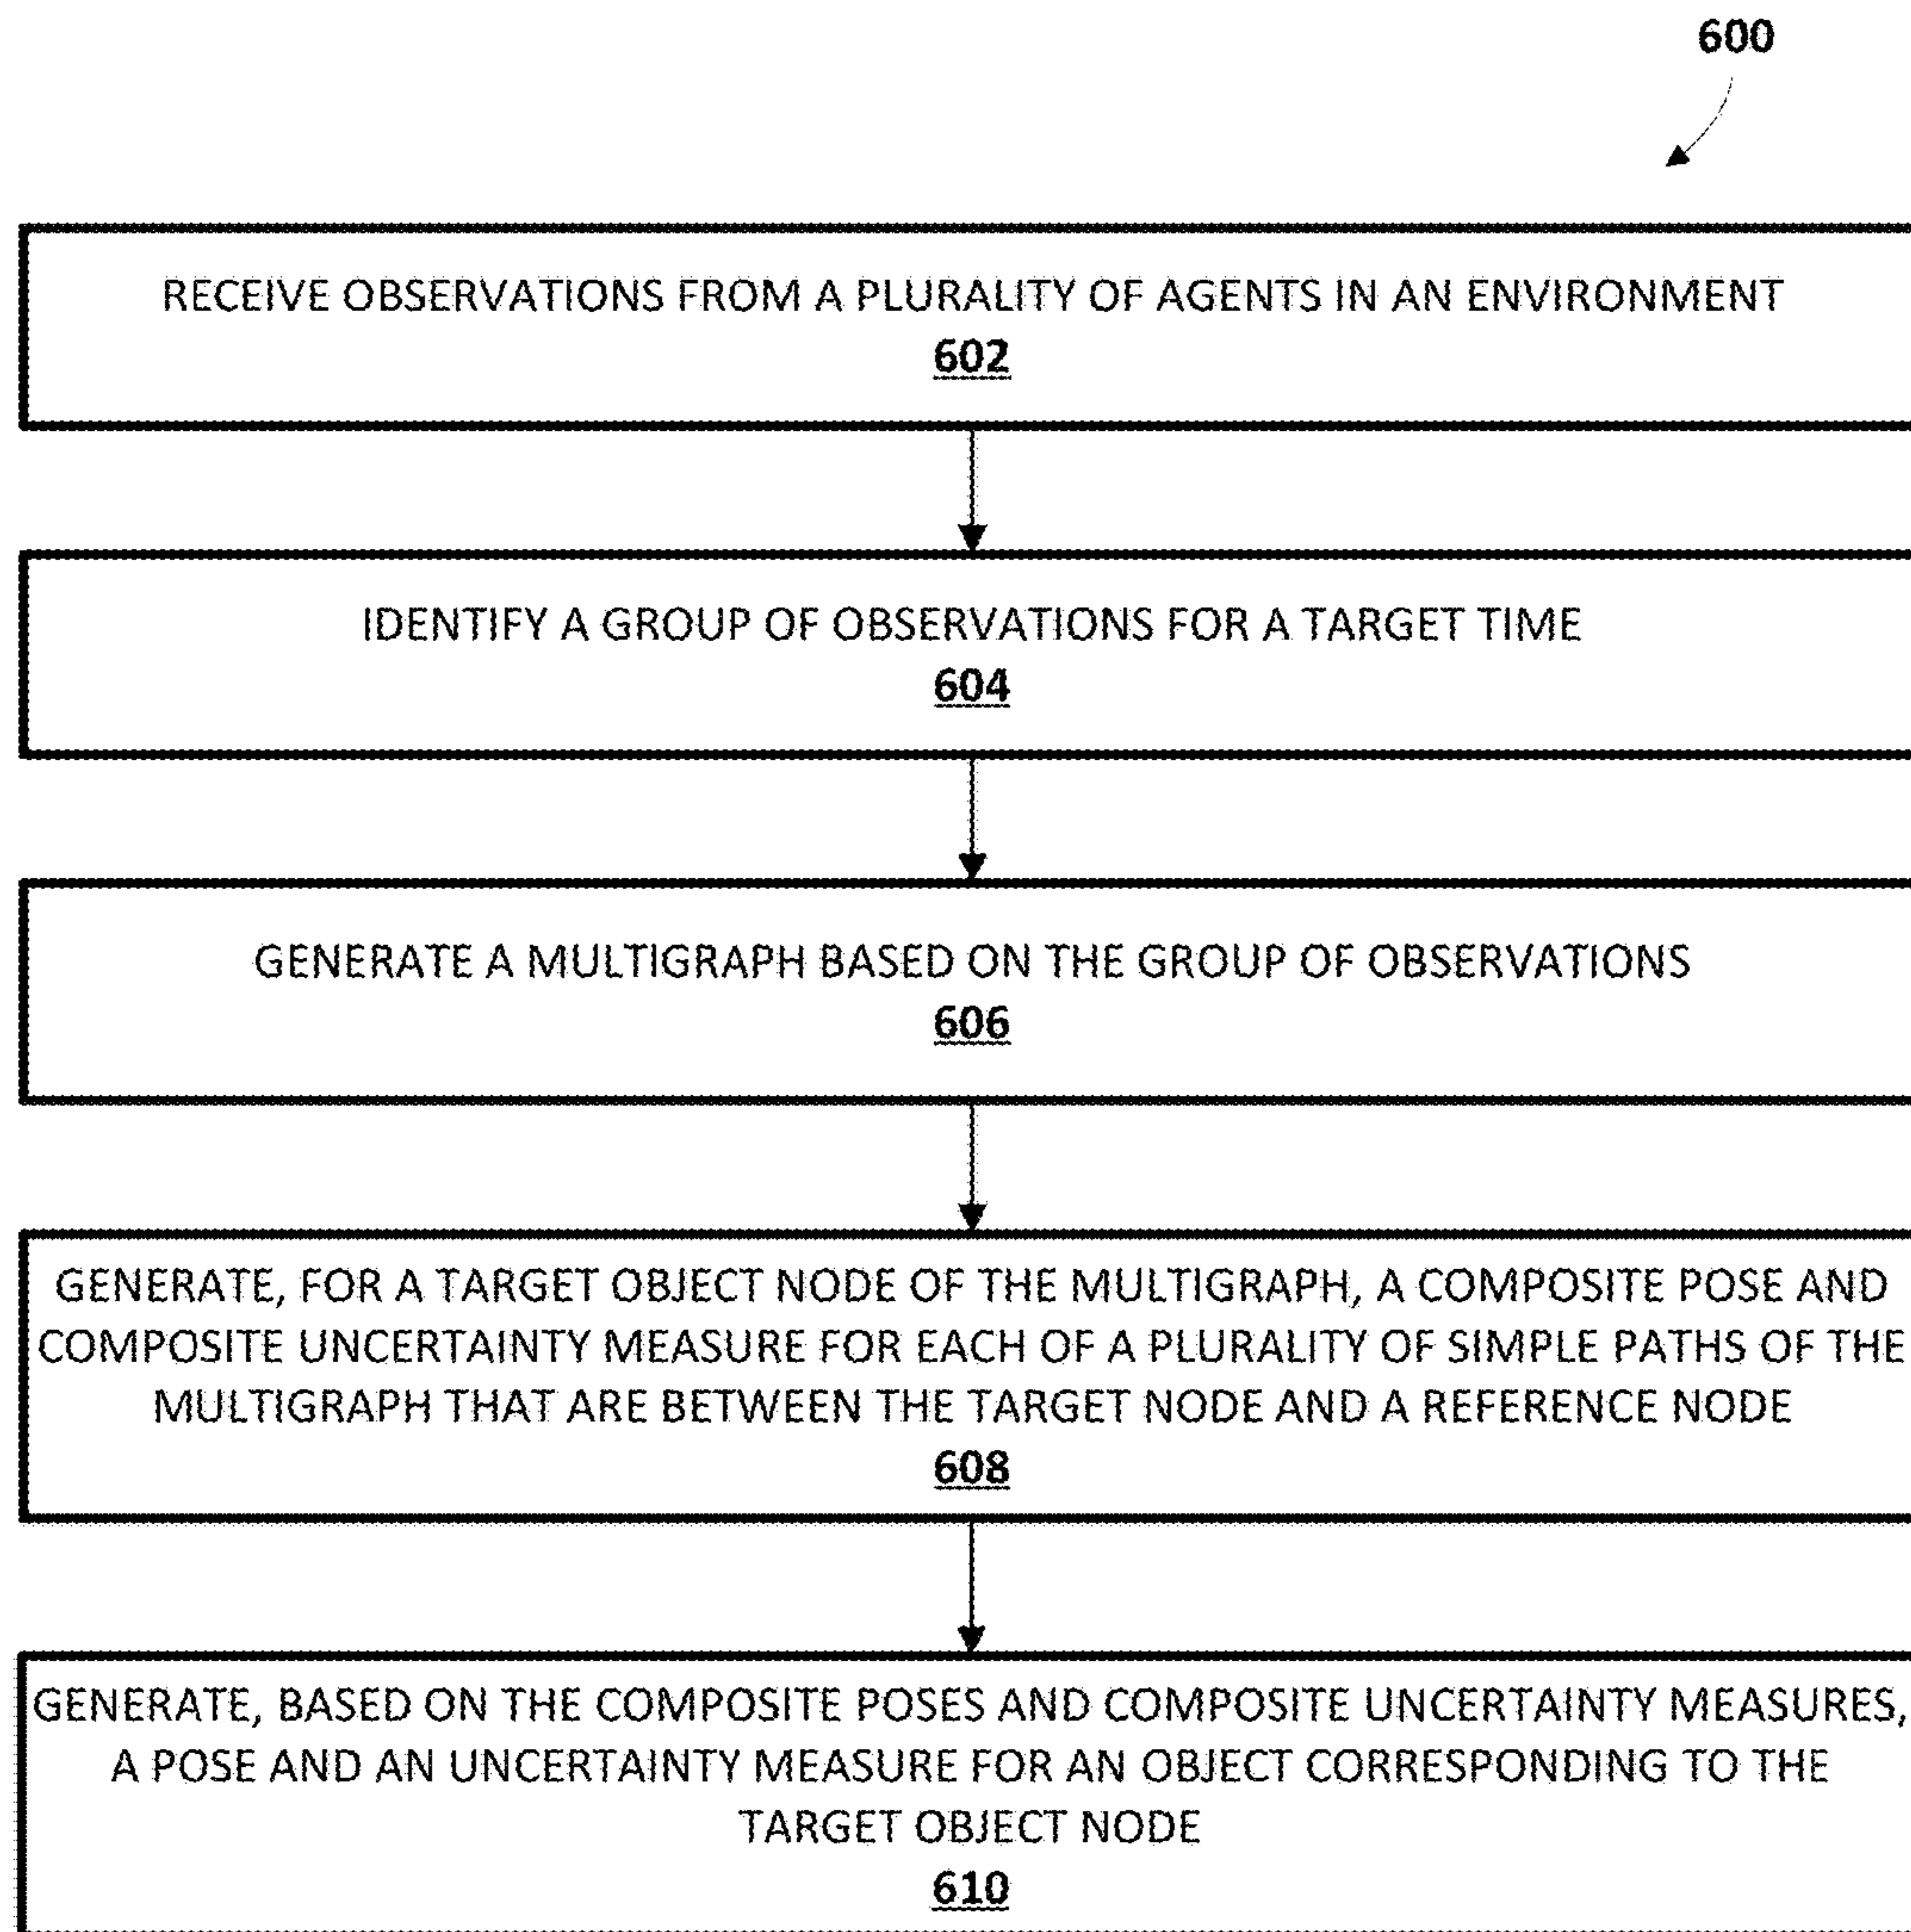 600
RECEIVE OBSERVATIONS FROM A PLURALITY OF AGENTS IN AN ENVIRONMENT
602
IDENTIFY A GROUP OF OBSERVATIONS FOR A TARGET TIME
604
GENERATE A MULTIGRAPH BASED ON THE GROUP OF OBSERVATIONS
606
GENERATE, FOR A TARGET OBJECT NODE OF THE MULTIGRAPH, A COMPOSITE POSE AND
COMPOSITE UNCERTAINTY MEASURE FOR EACH OF A PLURALITY OF SIMPLE PATHS OF THE
MULTIGRAPH THAT ARE BETWEEN THE TARGET NODE AND A REFERENCE NODE
608
GENERATE, BASED ON THE COMPOSITE POSES AND COMPOSITE UNCERTAINTY MEASURES,
A POSE AND AN UNCERTAINTY MEASURE FOR AN OBJECT CORRESPONDING TO THE
TARGET OBJECT NODE
610